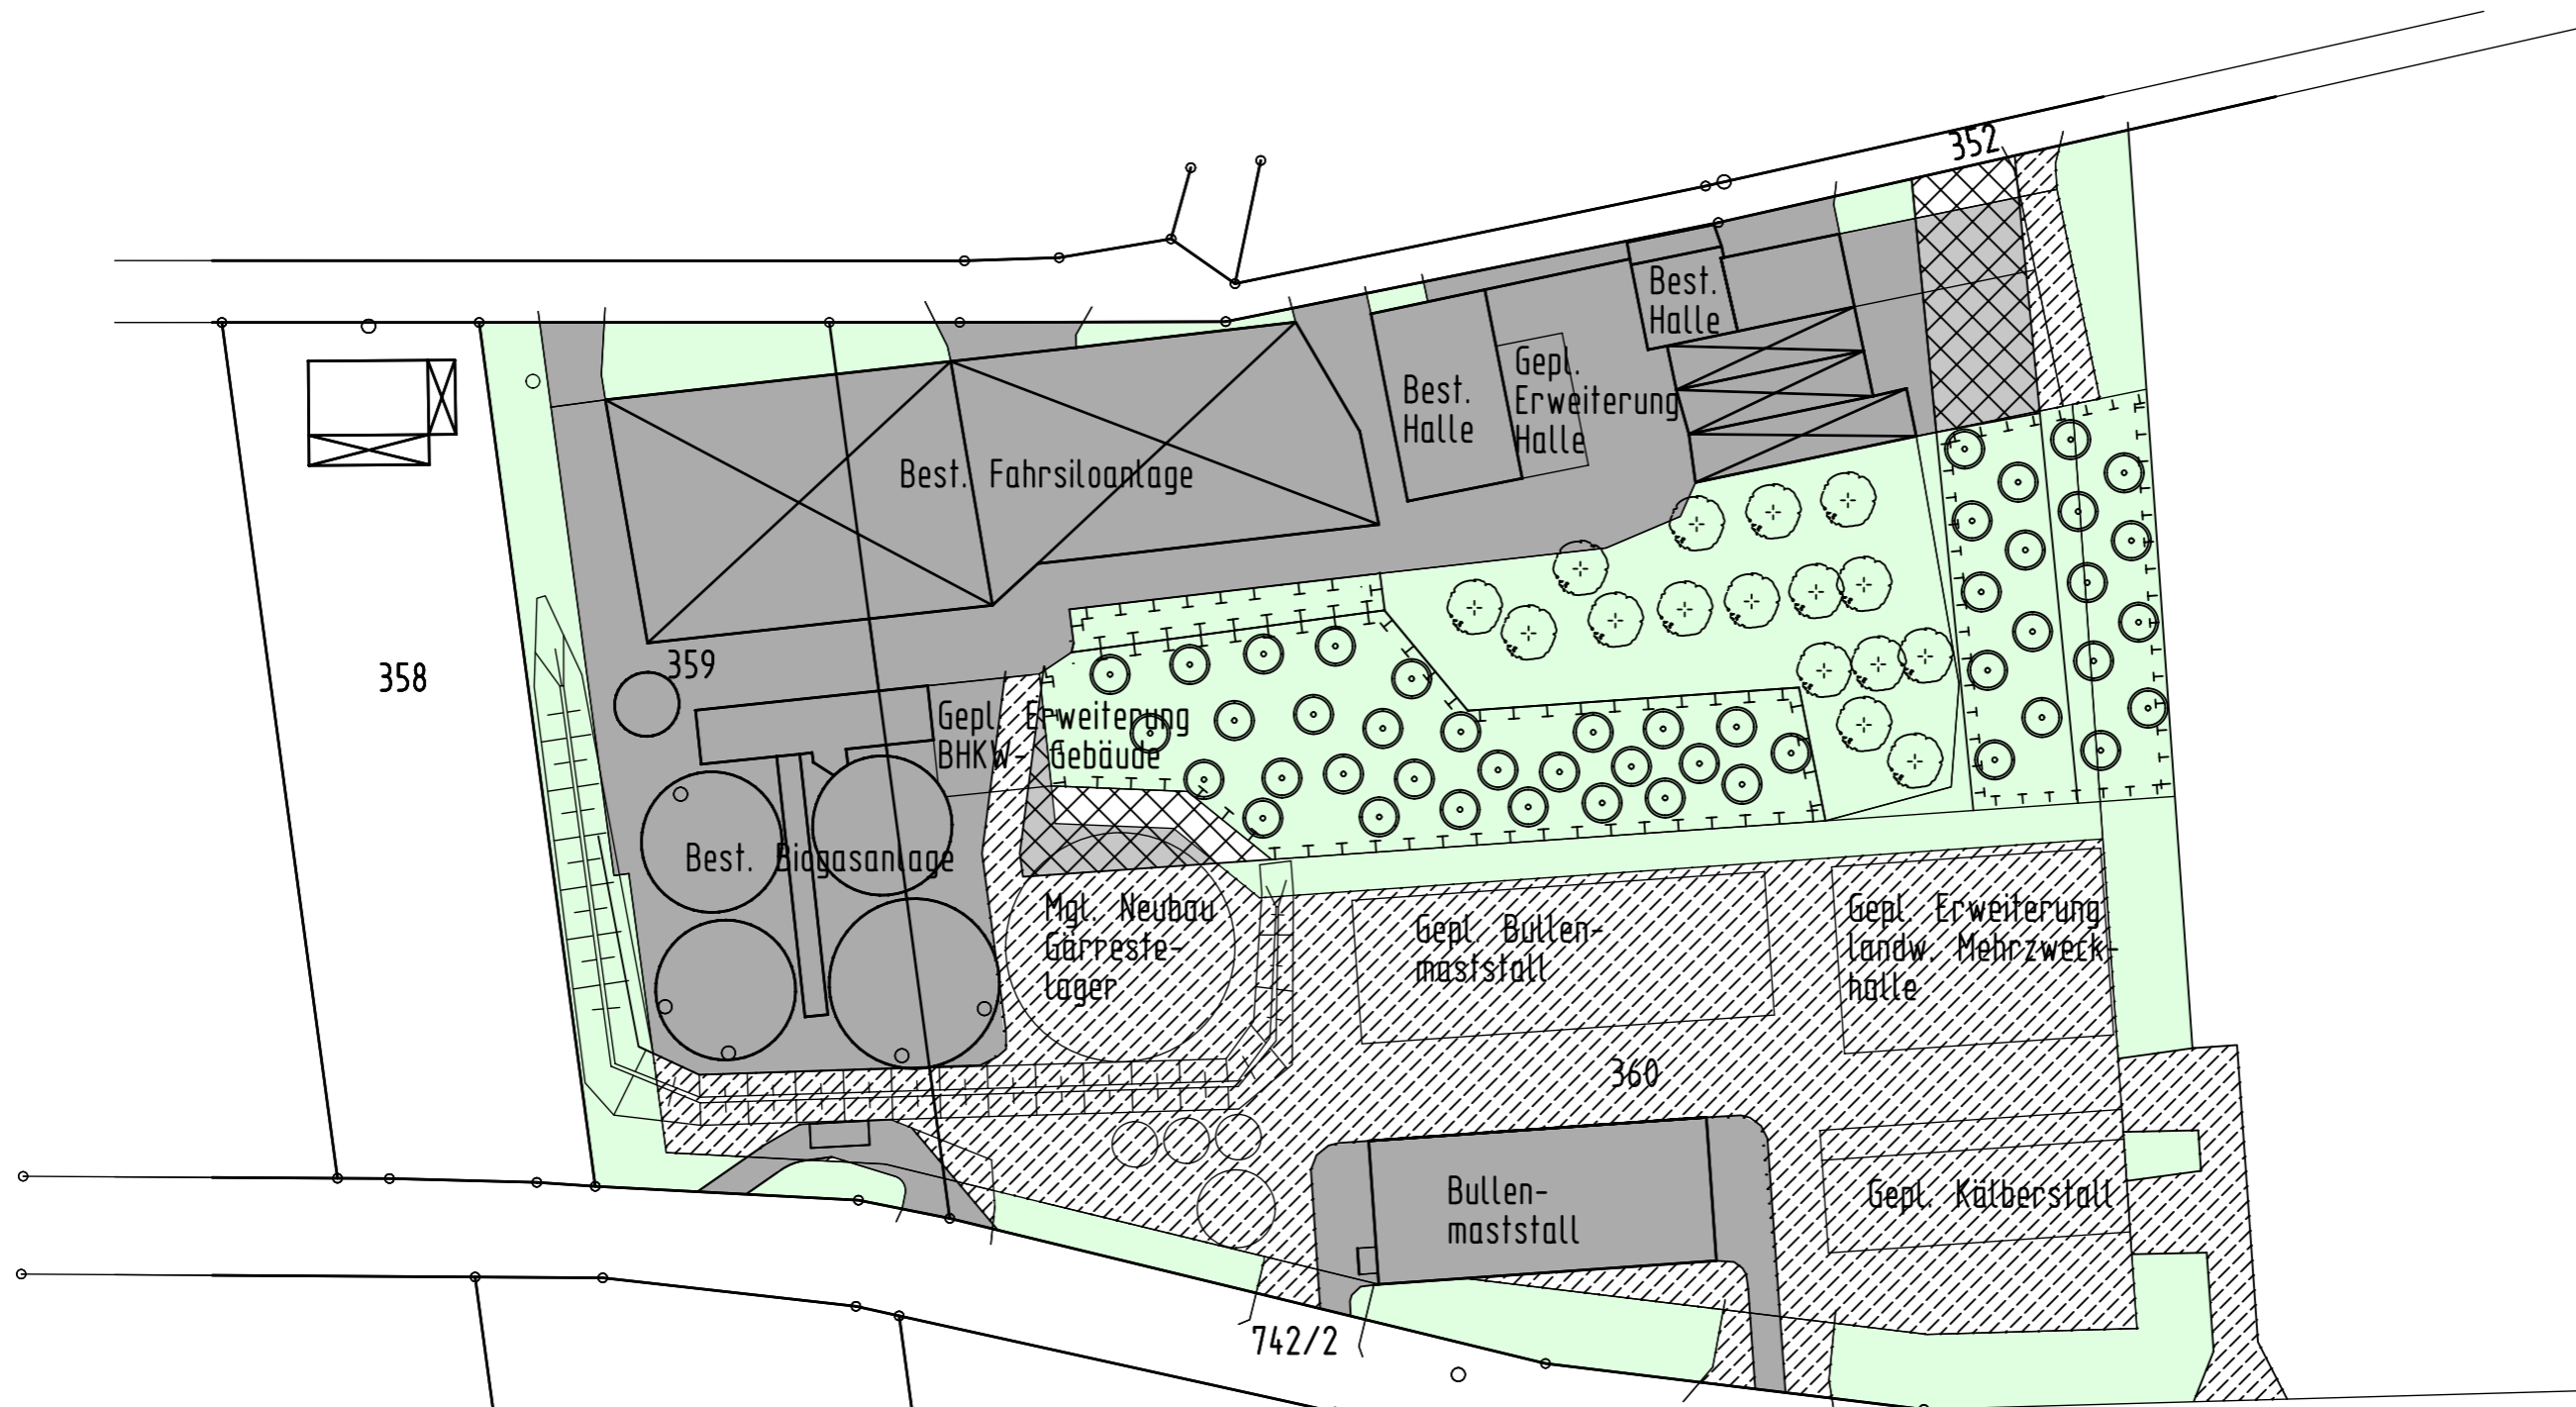 352
Best.
Halle
Best.
Halle
Gepl.
Erweiterung
Halle
Best. Fahrsiloanlage
358
359
Gepl. Erweiterung
BHKW- Gebäude
Best. Biogasanlage
Mgl. Neubau
Gärreste-
lager
Gepl. Bullen-
maststall
Gepl. Erweiterung
landw. Mehrzweck-
halle
360
Bullen-
maststall
Gepl. Kälberstall
742/2